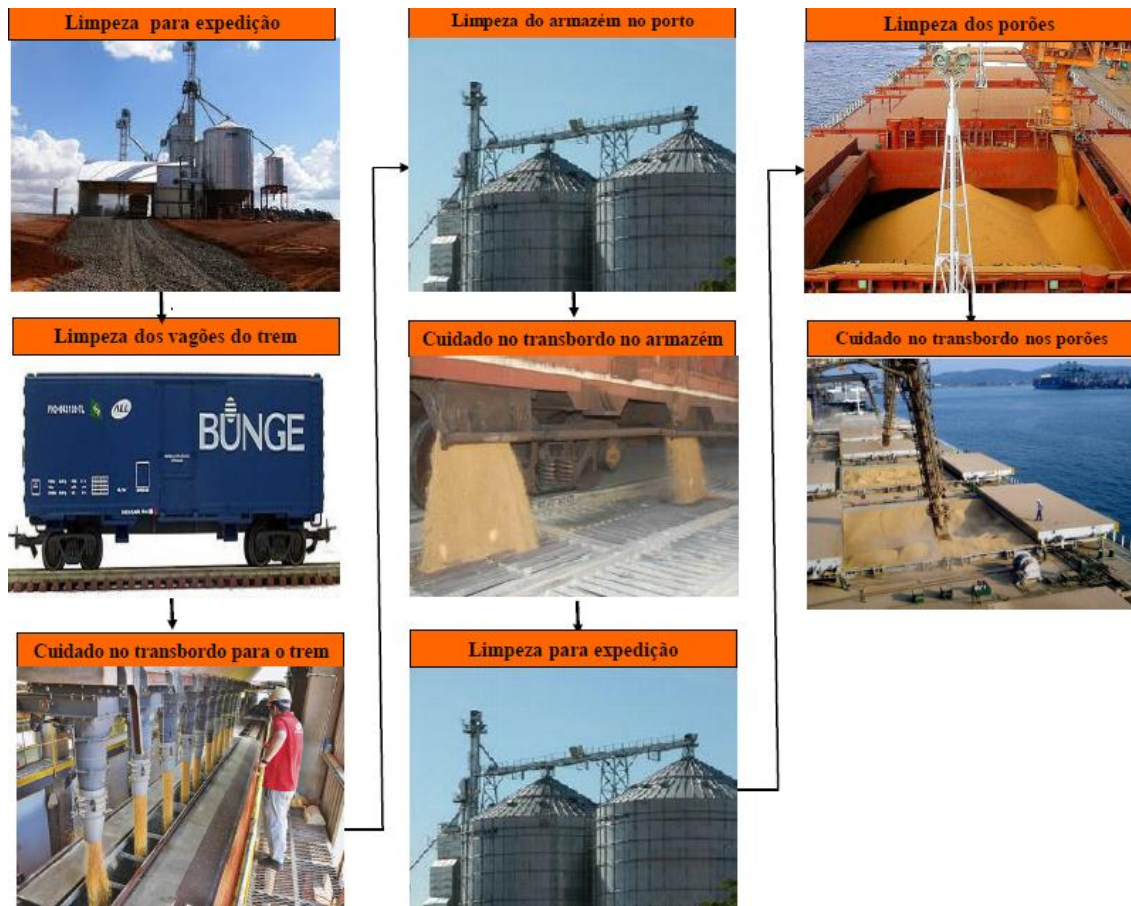 Limpeza para expedição
Limpeza dos vagões do trem
ALL
BUNGE
Cuidado no transbordo para o trem
Limpeza do armazém no porto
Cuidado no transbordo no armazém
Limpeza para expedição
Limpeza dos porões
Cuidado no transbordo nos porões